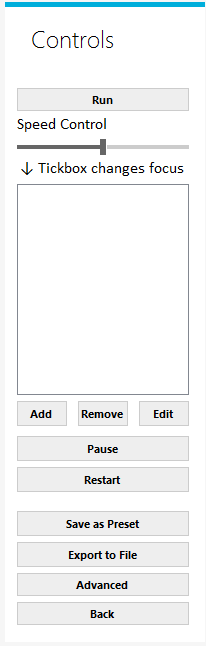 Controls
Run
Speed Control
↓ Tickbox changes focus
Add Remove Edit
Pause
Restart
Save as Preset
Export to File
Advanced
Back